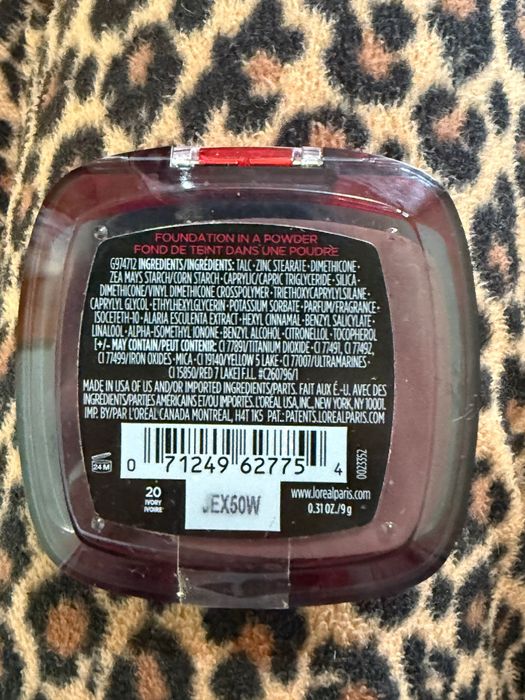 FOUNDATION IN A POWDER
FOND DE TEINT DANS UNE POUDRE
G974712 INGREDIENTS/INGRÉDIENTS: TALC · ZINC STEARATE · DIMETHICONE ·
ZEA MAYS STARCH/CORN STARCH · CAPRYLIC/CAPRIC TRIGLYCERIDE · SILICA ·
DIMETHICONE/VINYL DIMETHICONE CROSSPOLYMER · TRIETHOXYCAPRYLYLSILANE ·
CAPRYLYL GLYCOL · ETHYLHEXYLGLYCERIN · POTASSIUM SORBATE · PARFUM/FRAGRANCE ·
ISOCETETH-10 · ALARIA ESCULENTA EXTRACT · HEXYL CINNAMAL · BENZYL SALICYLATE ·
LINALOOL · ALPHA-ISOMETHYL IONONE · BENZYL ALCOHOL · CITRONELLOL · TOCOPHEROL
[+/- MAY CONTAIN/PEUT CONTENIR: CI 77891/TITANIUM DIOXIDE · CI 77491, CI 77492,
CI 77499/IRON OXIDES · MICA · CI 19140/YELLOW 5 LAKE · CI 77007/ULTRAMARINES ·
CI 15850/RED 7 LAKE] F.I.L. #C260796/1
MADE IN USA OF US AND/OR IMPORTED INGREDIENTS/PARTS. FAIT AUX É.-U. AVEC DES
INGRÉDIENTS/PARTIES AMÉRICAINS ET/OU IMPORTÉS. L'ORÉAL USA, INC., NEW YORK, NY 10001.
IMP. BY/PAR L'ORÉAL CANADA MONTRÉAL, H4T 1K5 PAT.: PATENTS.LOREALPARIS.COM
24 M
0 71249 62775 4
0023352
20
IVORY
IVOIRE
JEX50W
www.lorealparis.com
0.31 OZ./9 g